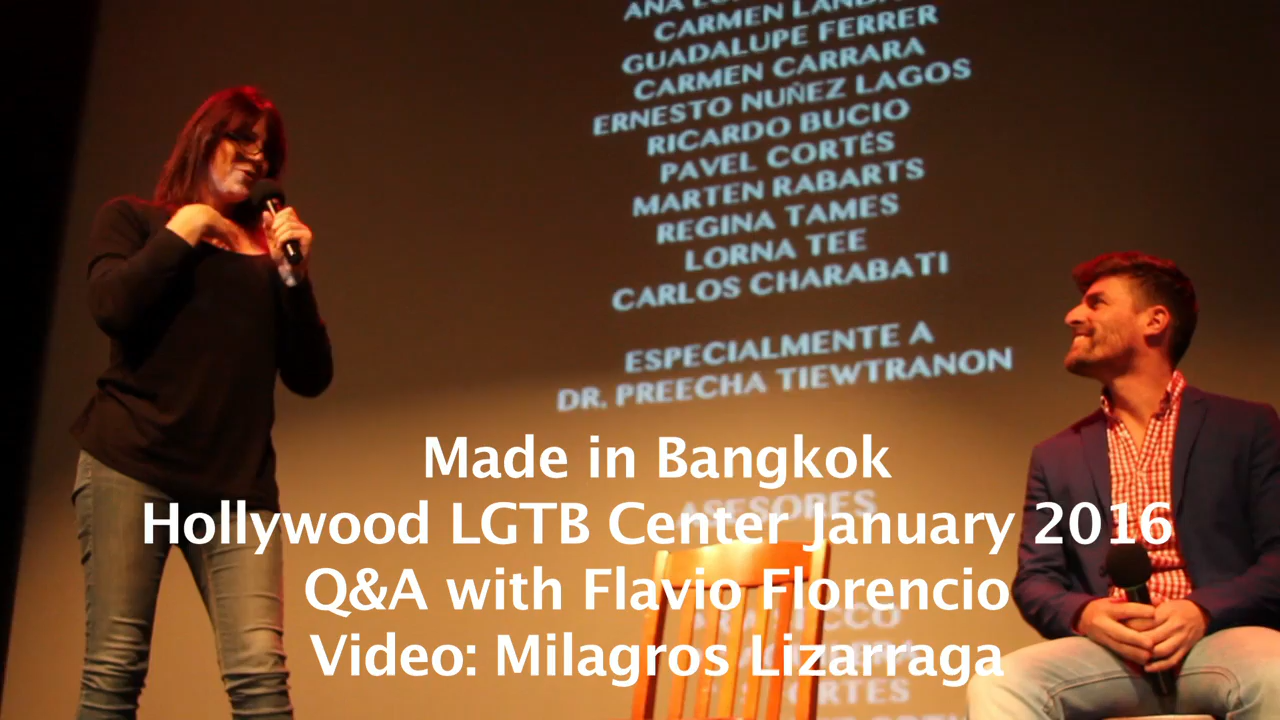 CARMEN
GUADALUPE FERRER
CARMEN CARRARA
ERNESTO NUÑEZ LAGOS
RICARDO BUCIO
PAVEL CORTÉS
MARTEN RABARTS
REGINA TAMES
LORNA TEE
CARLOS CHARABATI
ESPECIALMENTE A
DR. PREECHA TIEWTRANON
Made in Bangkok
ASESORES
Hollywood LGTB Center January 2016
Q&A with Flavio Florencio
Video: Milagros Lizarraga